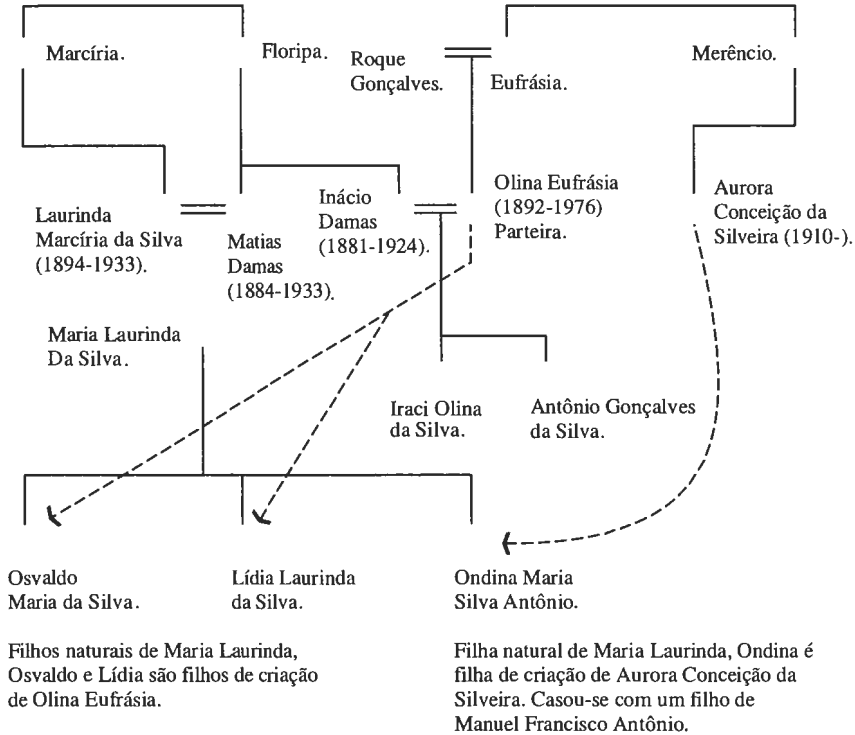 Marcíria.
Floripa.
Roque
Gonçalves.
Eufrásia.
Merêncio.
Laurinda
Marcíria da Silva
(1894-1933).
Matias
Damas
(1884-1933).
Inácio
Damas
(1881-1924).
Olina Eufrásia
(1892-1976)
Parteira.
Aurora
Conceição da
Silveira (1910-).
Maria Laurinda
Da Silva.
Iraci Olina
da Silva.
Antônio Gonçalves
da Silva.
Osvaldo
Maria da Silva.
Lídia Laurinda
da Silva.
Ondina Maria
Silva Antônio.
Filhos naturais de Maria Laurinda,
Osvaldo e Lídia são filhos de criação
de Olina Eufrásia.
Filha natural de Maria Laurinda, Ondina é
filha de criação de Aurora Conceição da
Silveira. Casou-se com um filho de
Manuel Francisco Antônio.